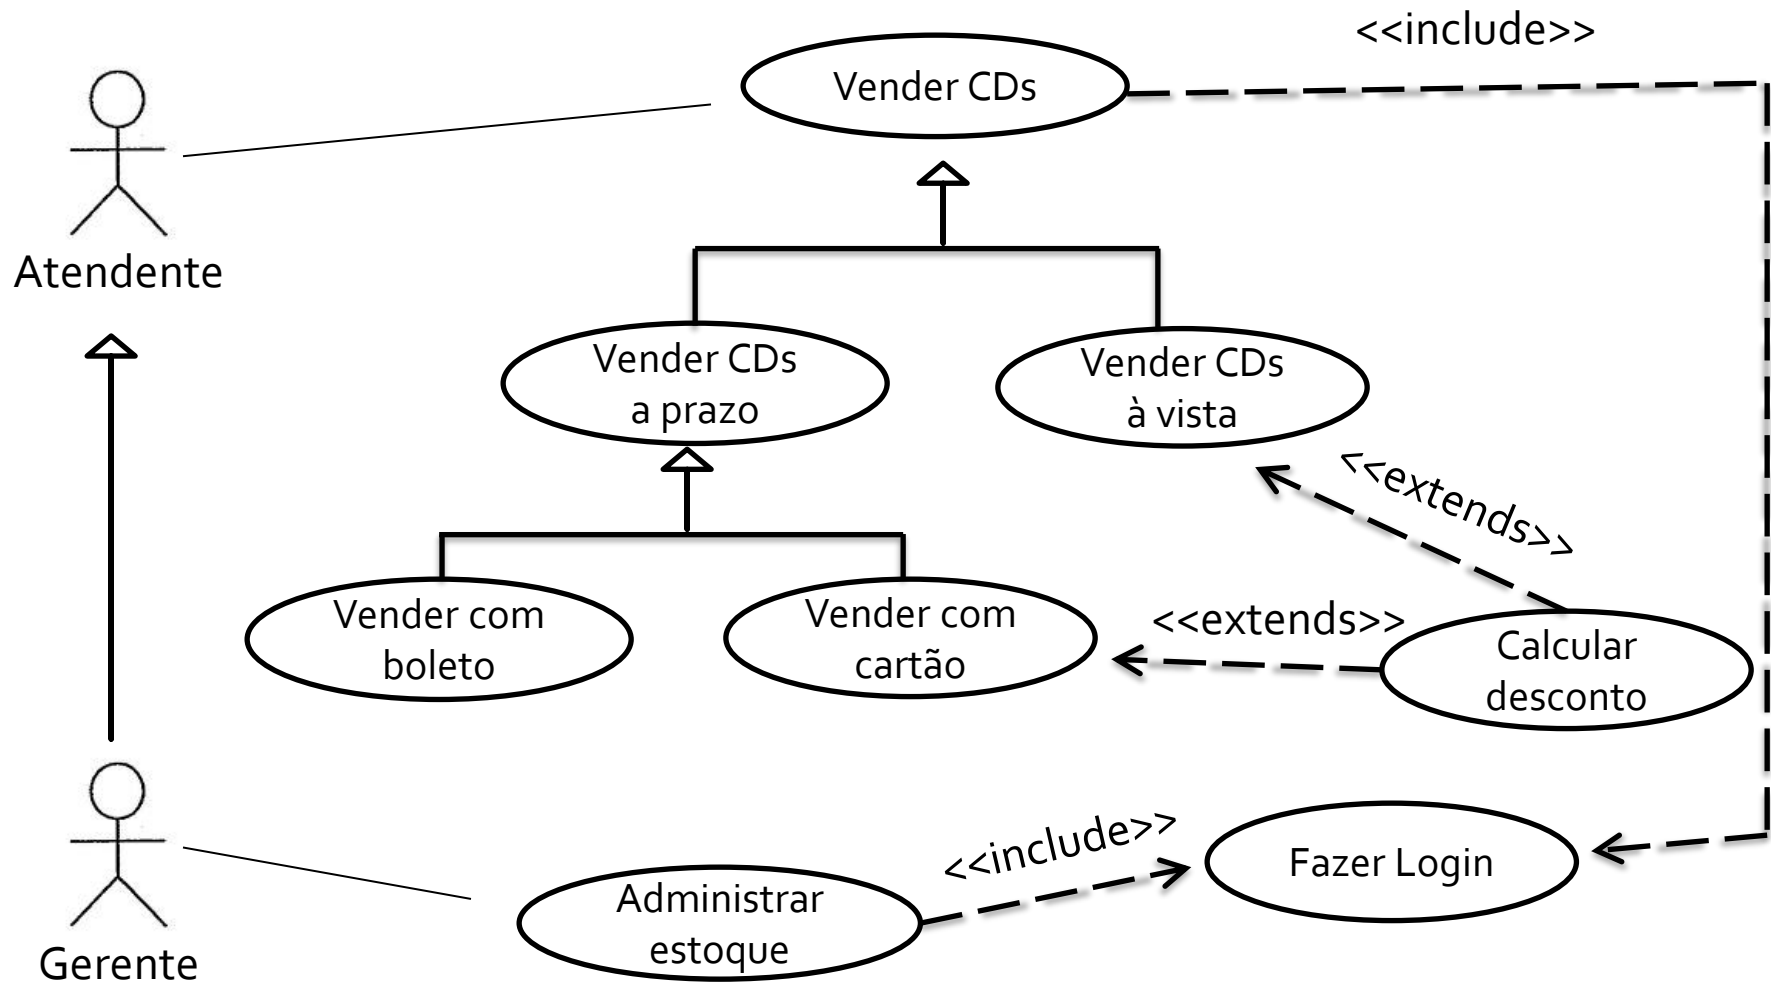 <<include>>
Vender CDs
Atendente
Vender CDs
a prazo
Vender CDs
à vista
<<extends>>
Vender com
boleto
Vender com
cartão
<<extends>>
Calcular
desconto
<<include>>
Fazer Login
Administrar
estoque
Gerente